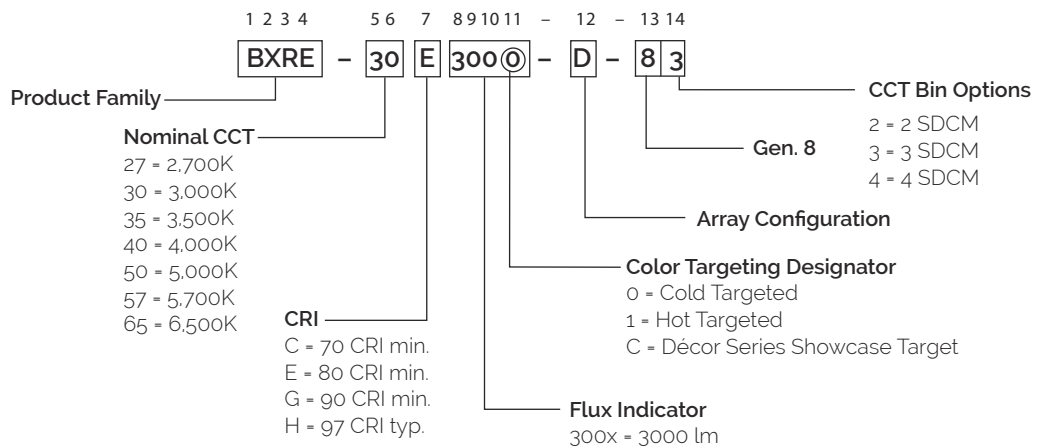 1 2 3 4 5 6 7 8 9 10 11 – 12 – 13 14
BXRE – 30 E 300 0 – D – 8 3
Product Family
Nominal CCT
27 = 2,700K
30 = 3,000K
35 = 3,500K
40 = 4,000K
50 = 5,000K
57 = 5,700K
65 = 6,500K
CRI
C = 70 CRI min.
E = 80 CRI min.
G = 90 CRI min.
H = 97 CRI typ.
Flux Indicator
300x = 3000 lm
Color Targeting Designator
0 = Cold Targeted
1 = Hot Targeted
C = Décor Series Showcase Target
Array Configuration
Gen. 8
CCT Bin Options
2 = 2 SDCM
3 = 3 SDCM
4 = 4 SDCM